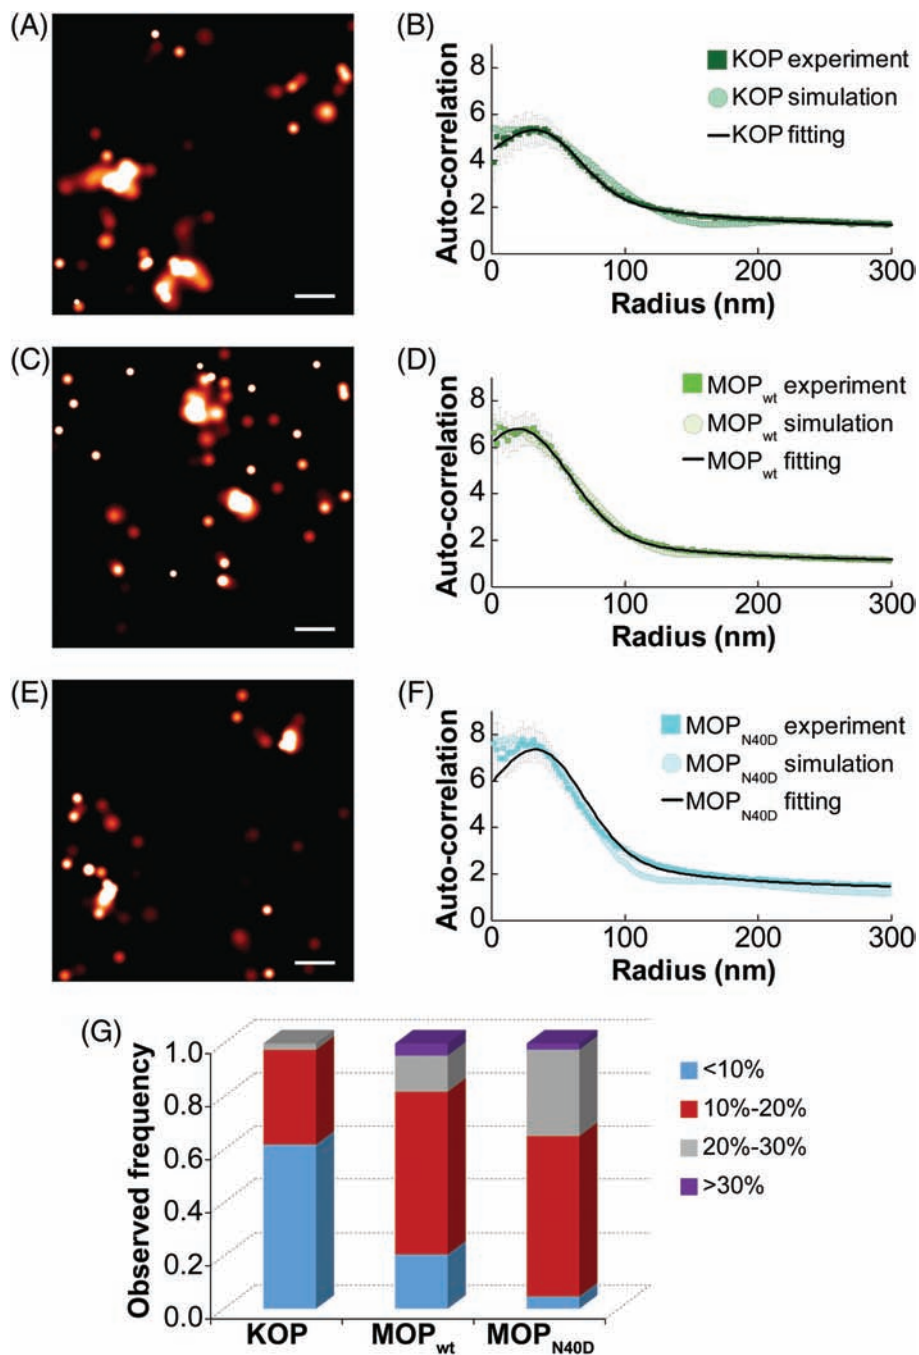 (A)
(B)
8
6
4
2
0
Auto-correlation
KOP experiment
KOP simulation
KOP fitting
0 100 200 300
Radius (nm)
(C)
(D)
8
6
4
2
0
Auto-correlation
MOPwt experiment
MOPwt simulation
MOPwt fitting
0 100 200 300
Radius (nm)
(E)
(F)
8
6
4
2
0
Auto-correlation
MOPN40D experiment
MOPN40D simulation
MOPN40D fitting
0 100 200 300
Radius (nm)
(G)
Observed frequency
1.0
0.8
0.6
0.4
0.2
0.0
KOP MOPwt MOPN40D
<10%
10%-20%
20%-30%
>30%